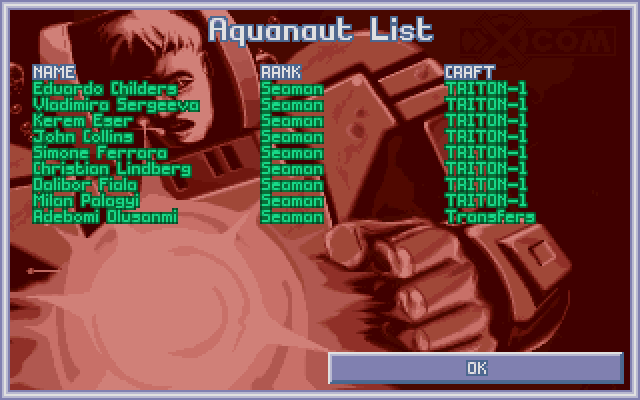 Aquanaut List
X-COM
NAME RANK CRAFT
Eduardo Childers Seaman TRITON-1
Vladimira Sergeeva Seaman TRITON-1
Kerem Eser Seaman TRITON-1
John Collins Seaman TRITON-1
Simone Ferrara Seaman TRITON-1
Christian Lindberg Seaman TRITON-1
Dalibor Fiala Seaman TRITON-1
Milan Palagyi Seaman TRITON-1
Adebomi Olusanmi Seaman Transfers
OK